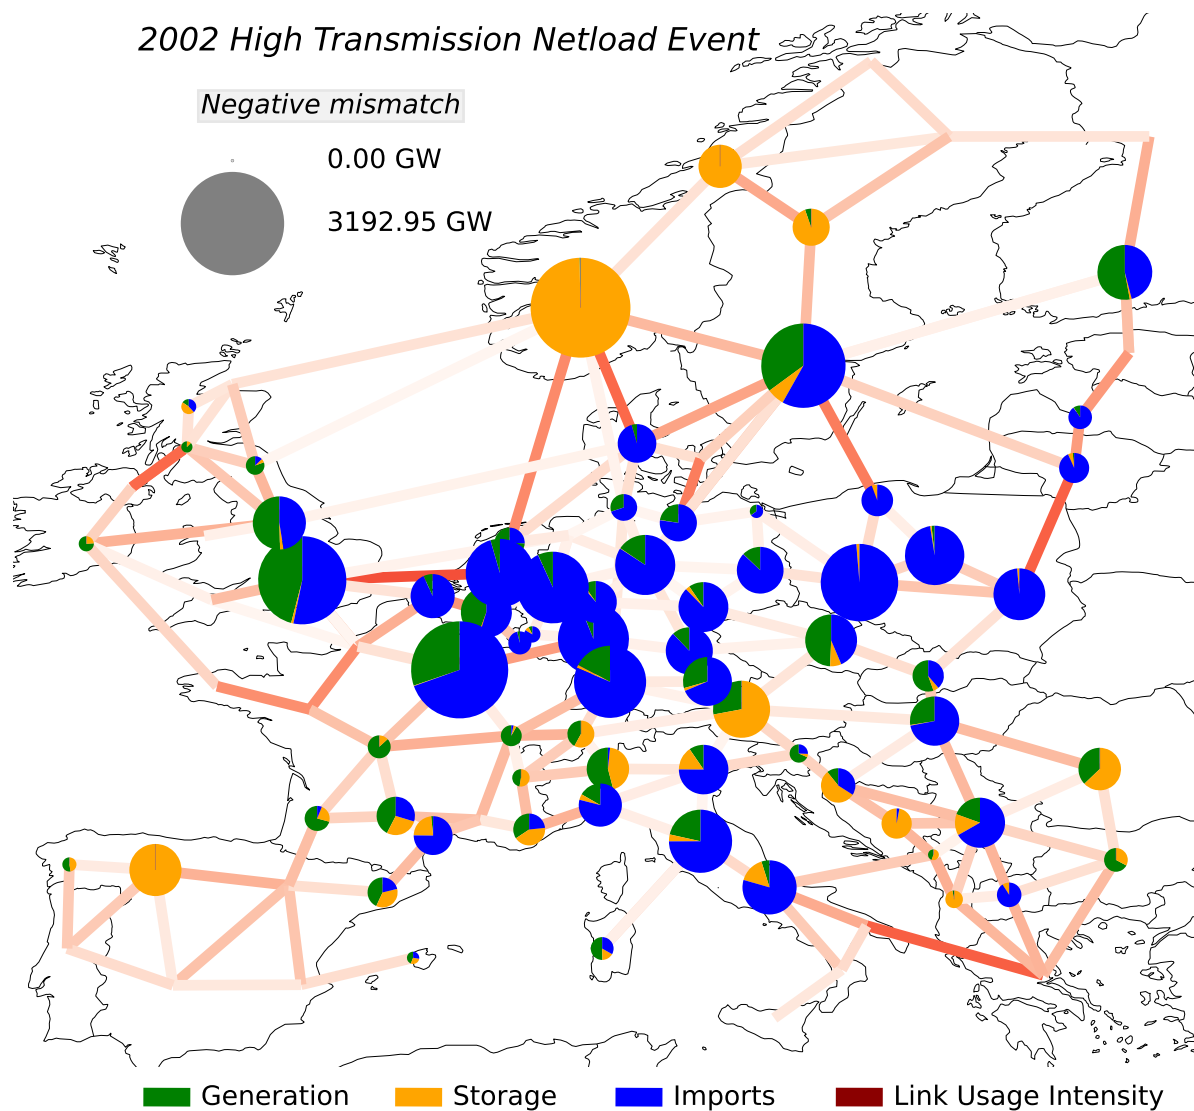 2002 High Transmission Netload Event
Negative mismatch
0.00 GW
3192.95 GW
Generation
Storage
Imports
Link Usage Intensity